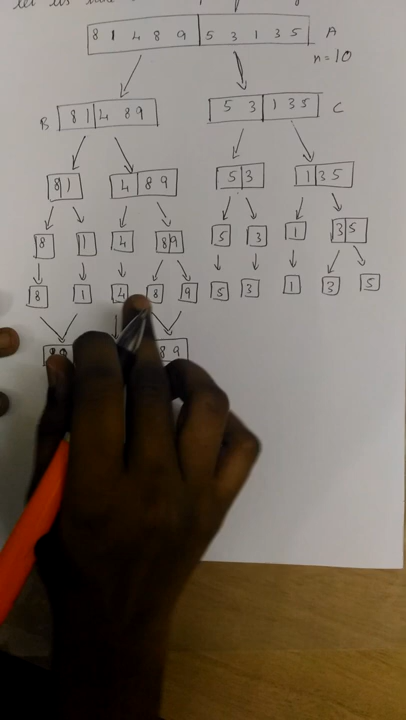 let us
8 1 4 8 9 5 3 1 3 5 A
n=10
B 8 1 4 8 9 5 3 1 3 5 C
8 1 4 8 9 5 3 1 3 5
8 1 4 8 9 5 3 1 3 5
8 1 4 8 9 5 3 1 3 5
8 9